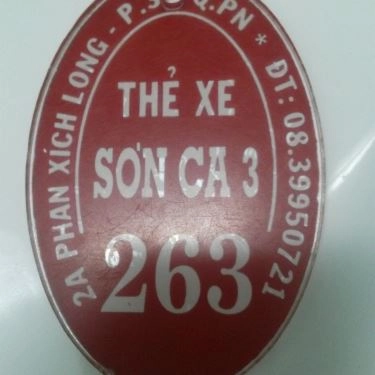 2A PHAN XÍCH LONG - P. Q.PN * ĐT: 08.39950721
THẺ XE
SƠN CA 3
263